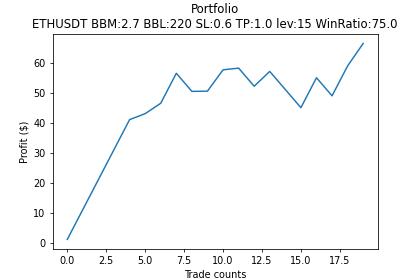 Portfolio
ETHUSDT BBM:2.7 BBL:220 SL:0.6 TP:1.0 lev:15 WinRatio:75.0
60
50
40
30
20
10
0
Profit ($)
0.0 2.5 5.0 7.5 10.0 12.5 15.0 17.5
Trade counts